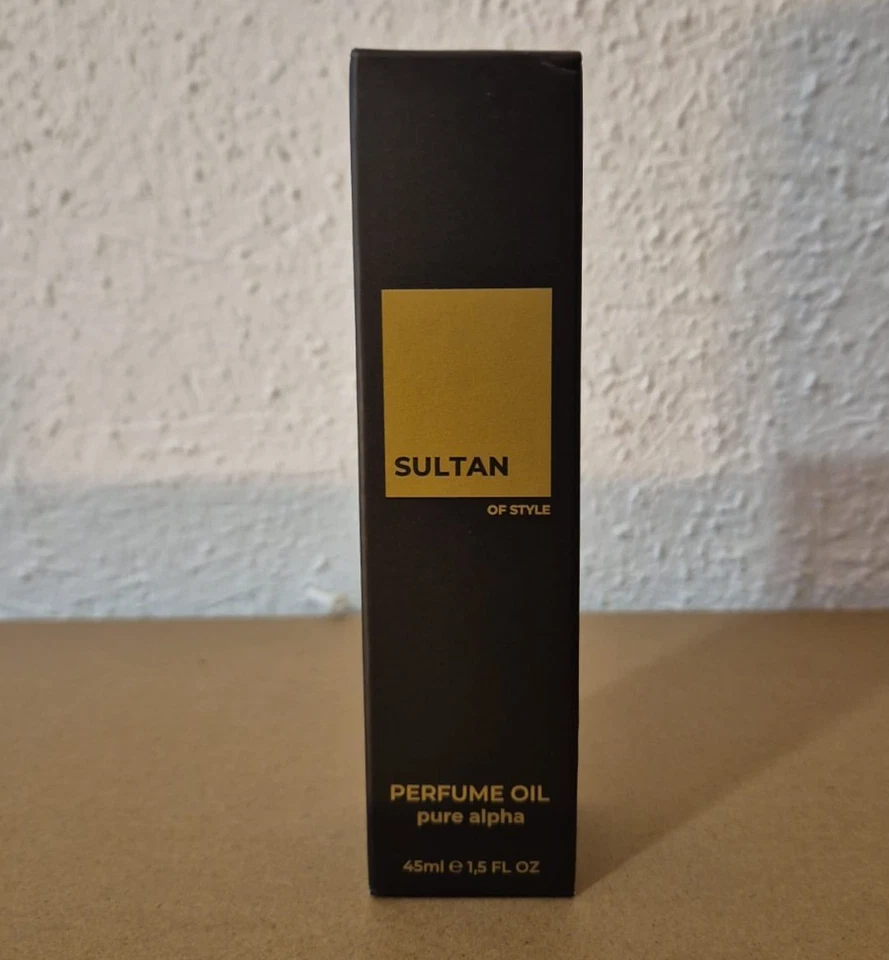 SULTAN
OF STYLE
PERFUME OIL
pure alpha
45ml ℮ 1,5 FL OZ